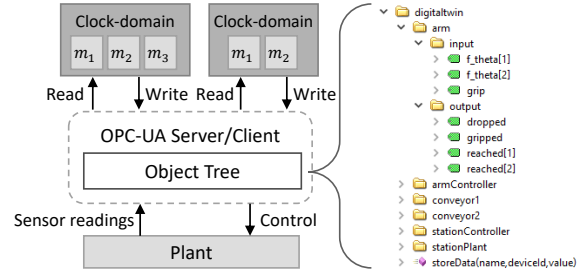 Clock-domain
m₁ m₂ m₃
Clock-domain
m₁ m₂
Read
Write
Read
Write
OPC-UA Server/Client
Object Tree
Sensor readings
Control
Plant
digitaltwin
arm
input
f_theta[1]
f_theta[2]
grip
output
dropped
gripped
reached[1]
reached[2]
armController
conveyor1
conveyor2
stationController
stationPlant
storeData(name,deviceId,value)